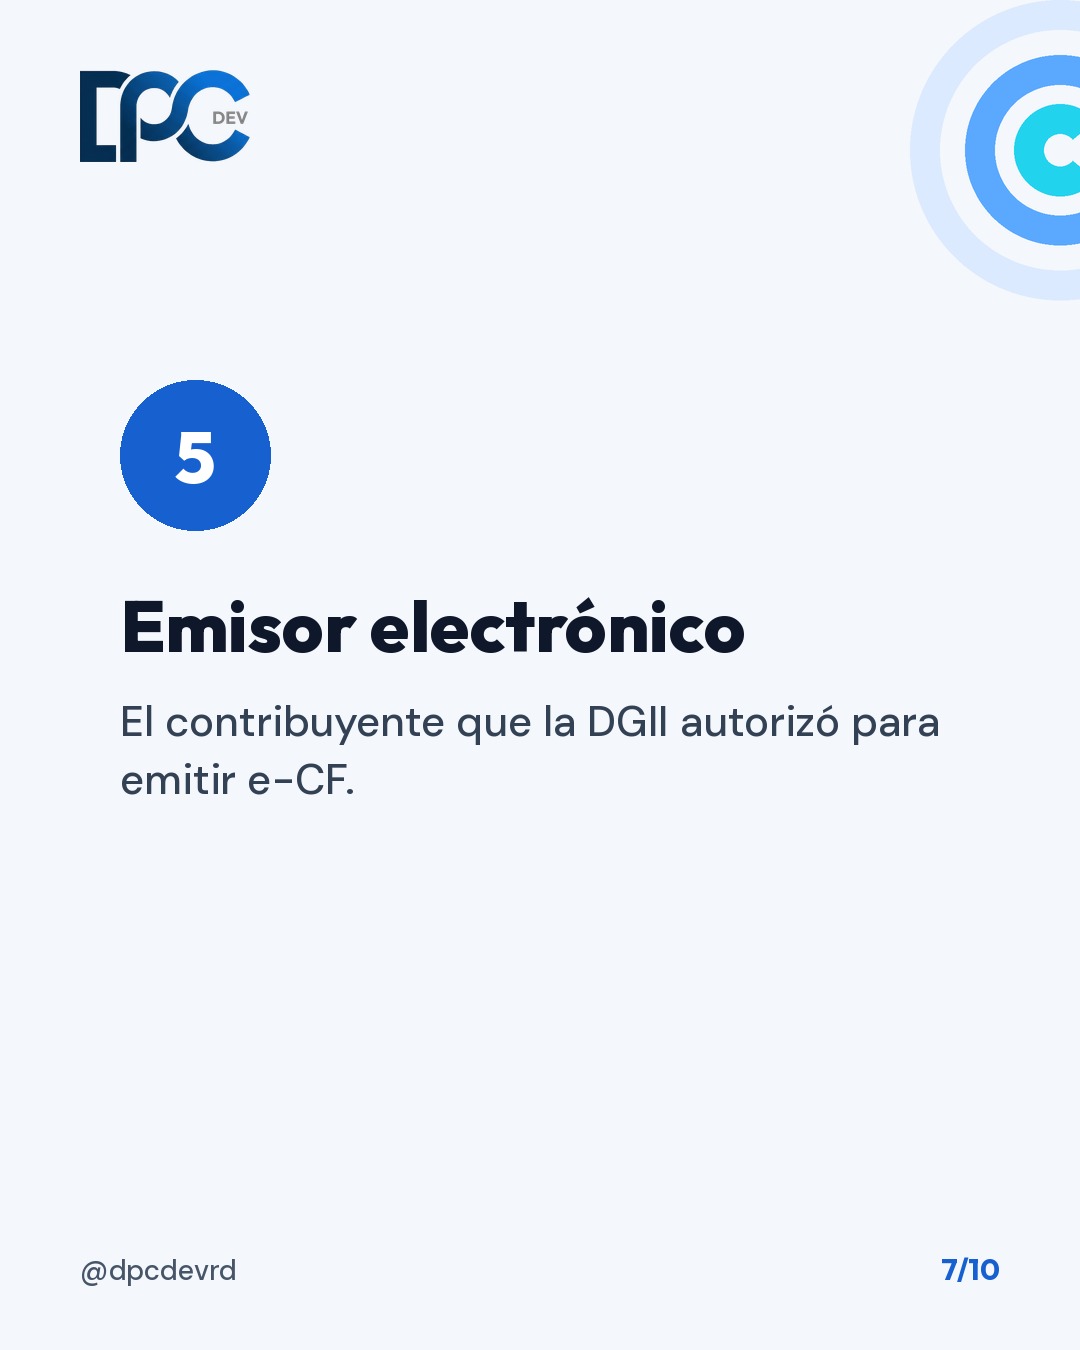 DPC
DEV
5
Emisor electrónico
El contribuyente que la DGII autorizó para
emitir e-CF.
@dpcdevrd
7/10